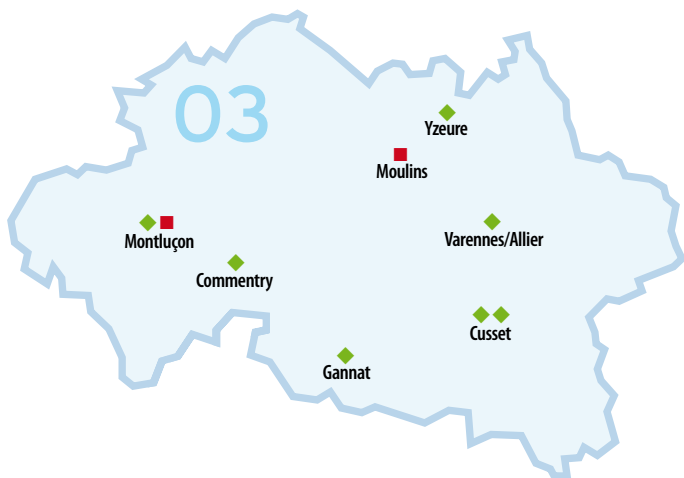 03
Yzeure
Moulins
Montluçon
Varennes/Allier
Commentry
Cusset
Gannat